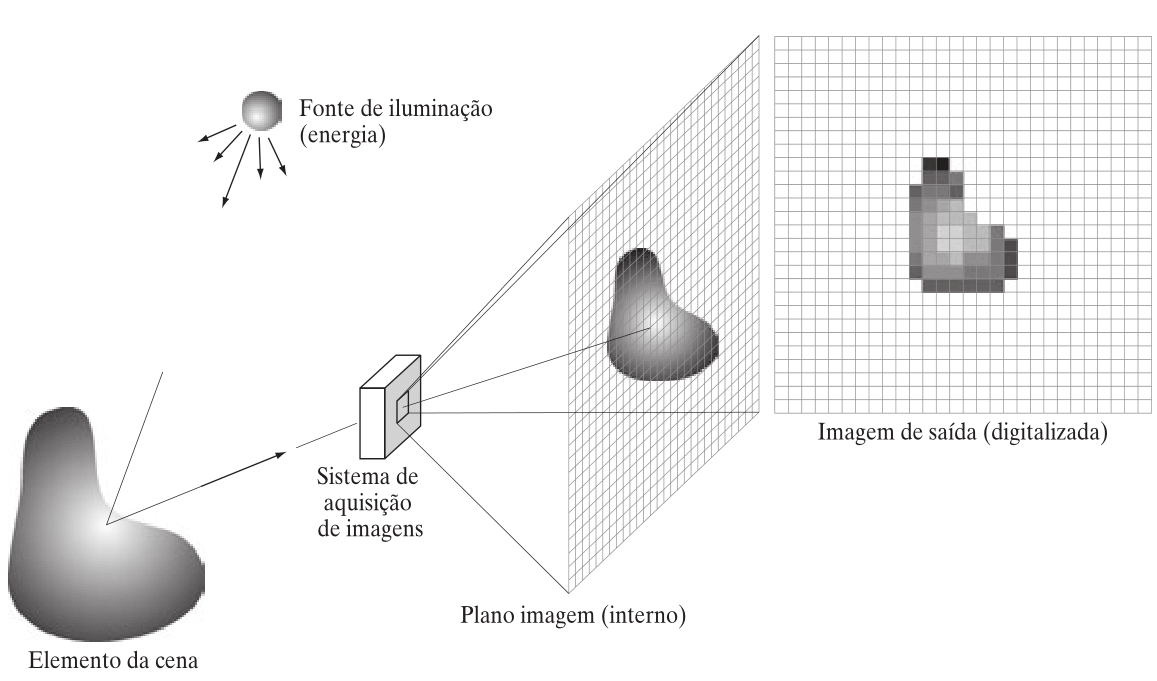 Fonte de iluminação
(energia)
Imagem de saída (digitalizada)
Sistema de
aquisição
de imagens
Plano imagem (interno)
Elemento da cena